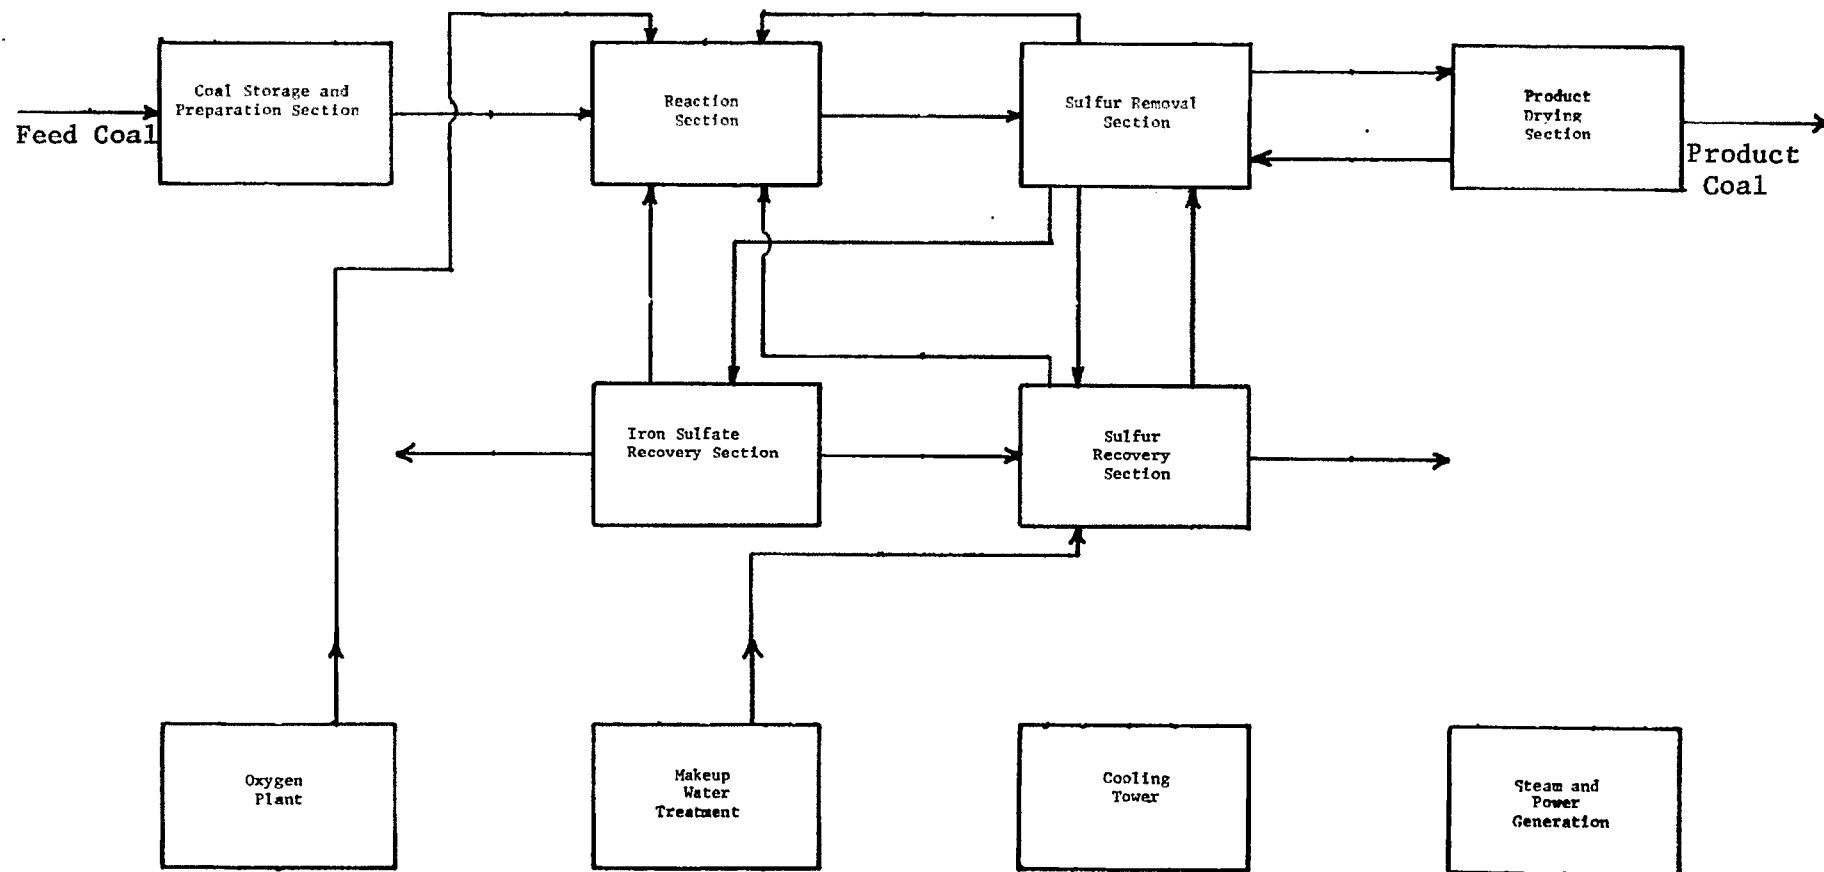 Coal Storage and
Preparation Section
Reaction
Section
Sulfur Removal
Section
Product
Drying
Section
Feed Coal
Product
Coal
Iron Sulfate
Recovery Section
Sulfur
Recovery
Section
Oxygen
Plant
Makeup
Water
Treatment
Cooling
Tower
Steam and
Power
Generation